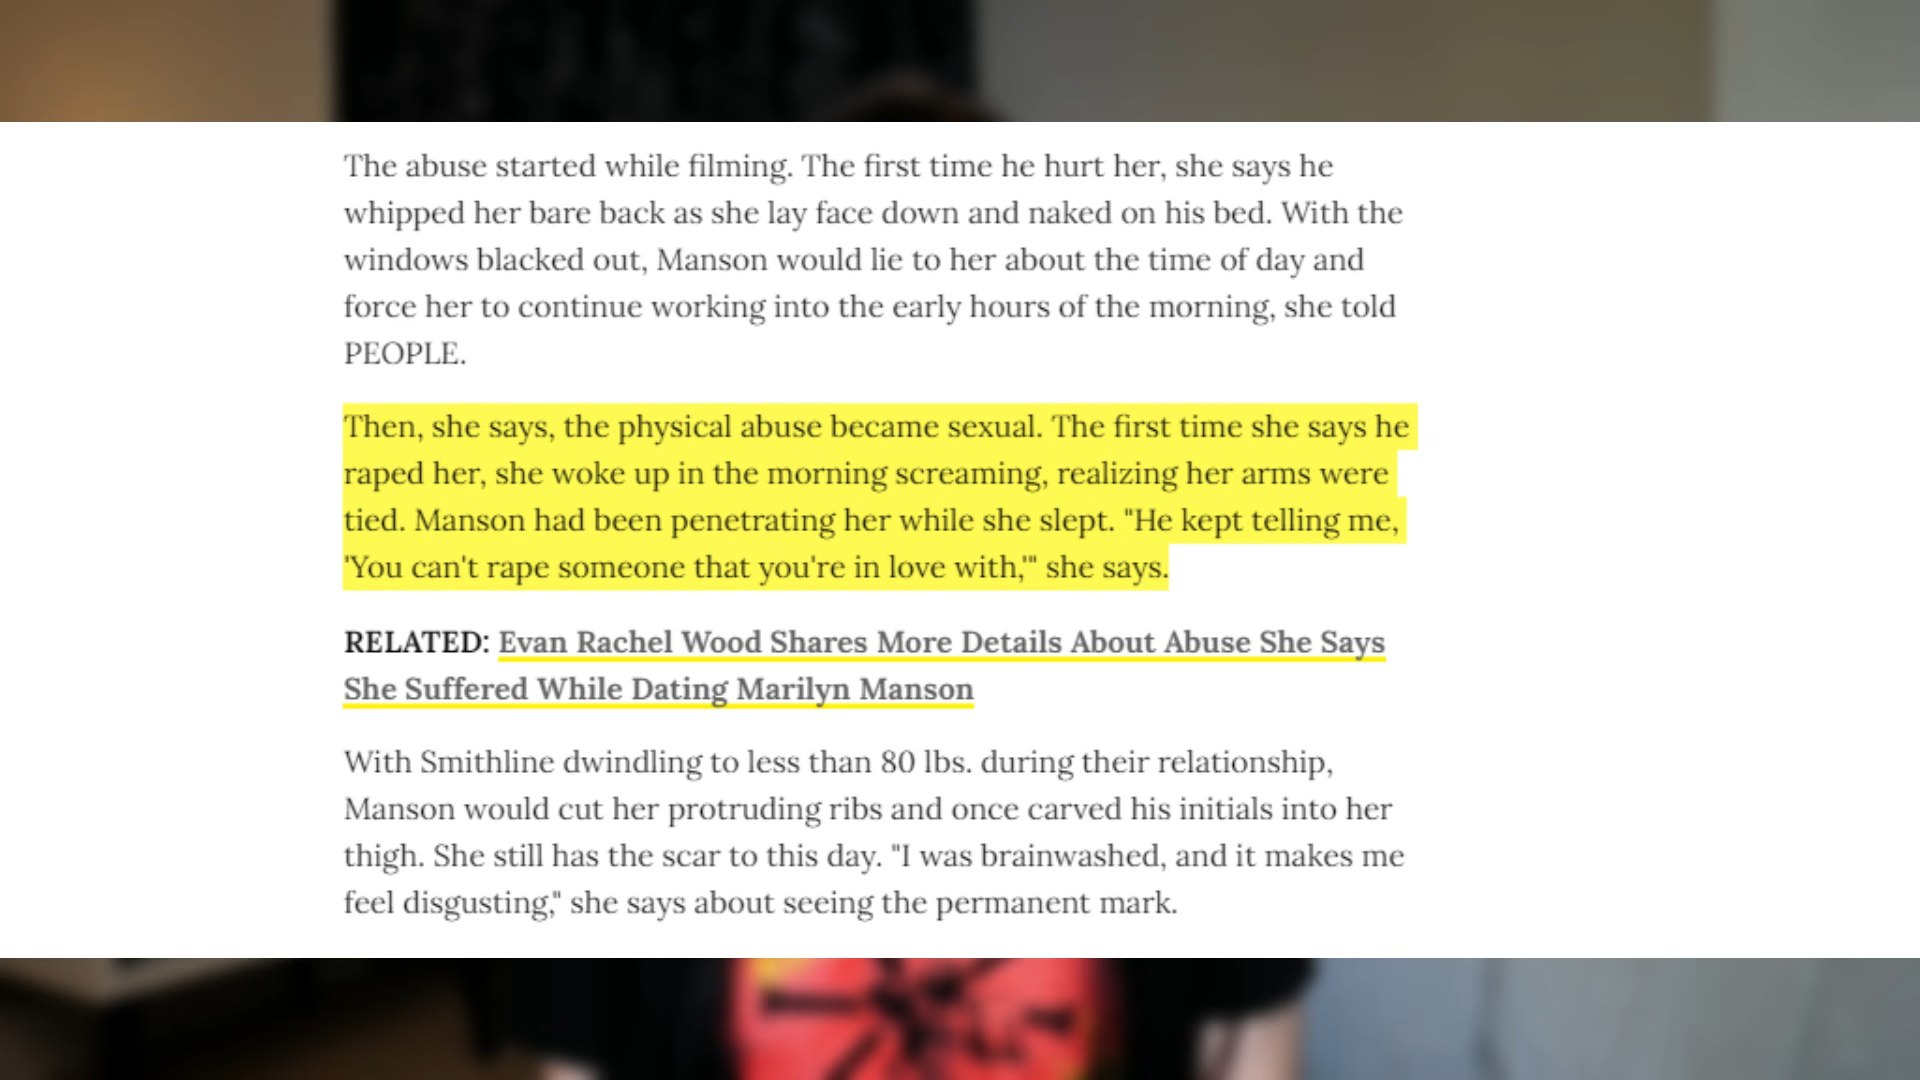 The abuse started while filming. The first time he hurt her, she says he
whipped her bare back as she lay face down and naked on his bed. With the
windows blacked out, Manson would lie to her about the time of day and
force her to continue working into the early hours of the morning, she told
PEOPLE.
Then, she says, the physical abuse became sexual. The first time she says he
raped her, she woke up in the morning screaming, realizing her arms were
tied. Manson had been penetrating her while she slept. "He kept telling me,
'You can't rape someone that you're in love with,'" she says.
RELATED: Evan Rachel Wood Shares More Details About Abuse She Says
She Suffered While Dating Marilyn Manson
With Smithline dwindling to less than 80 lbs. during their relationship,
Manson would cut her protruding ribs and once carved his initials into her
thigh. She still has the scar to this day. "I was brainwashed, and it makes me
feel disgusting," she says about seeing the permanent mark.